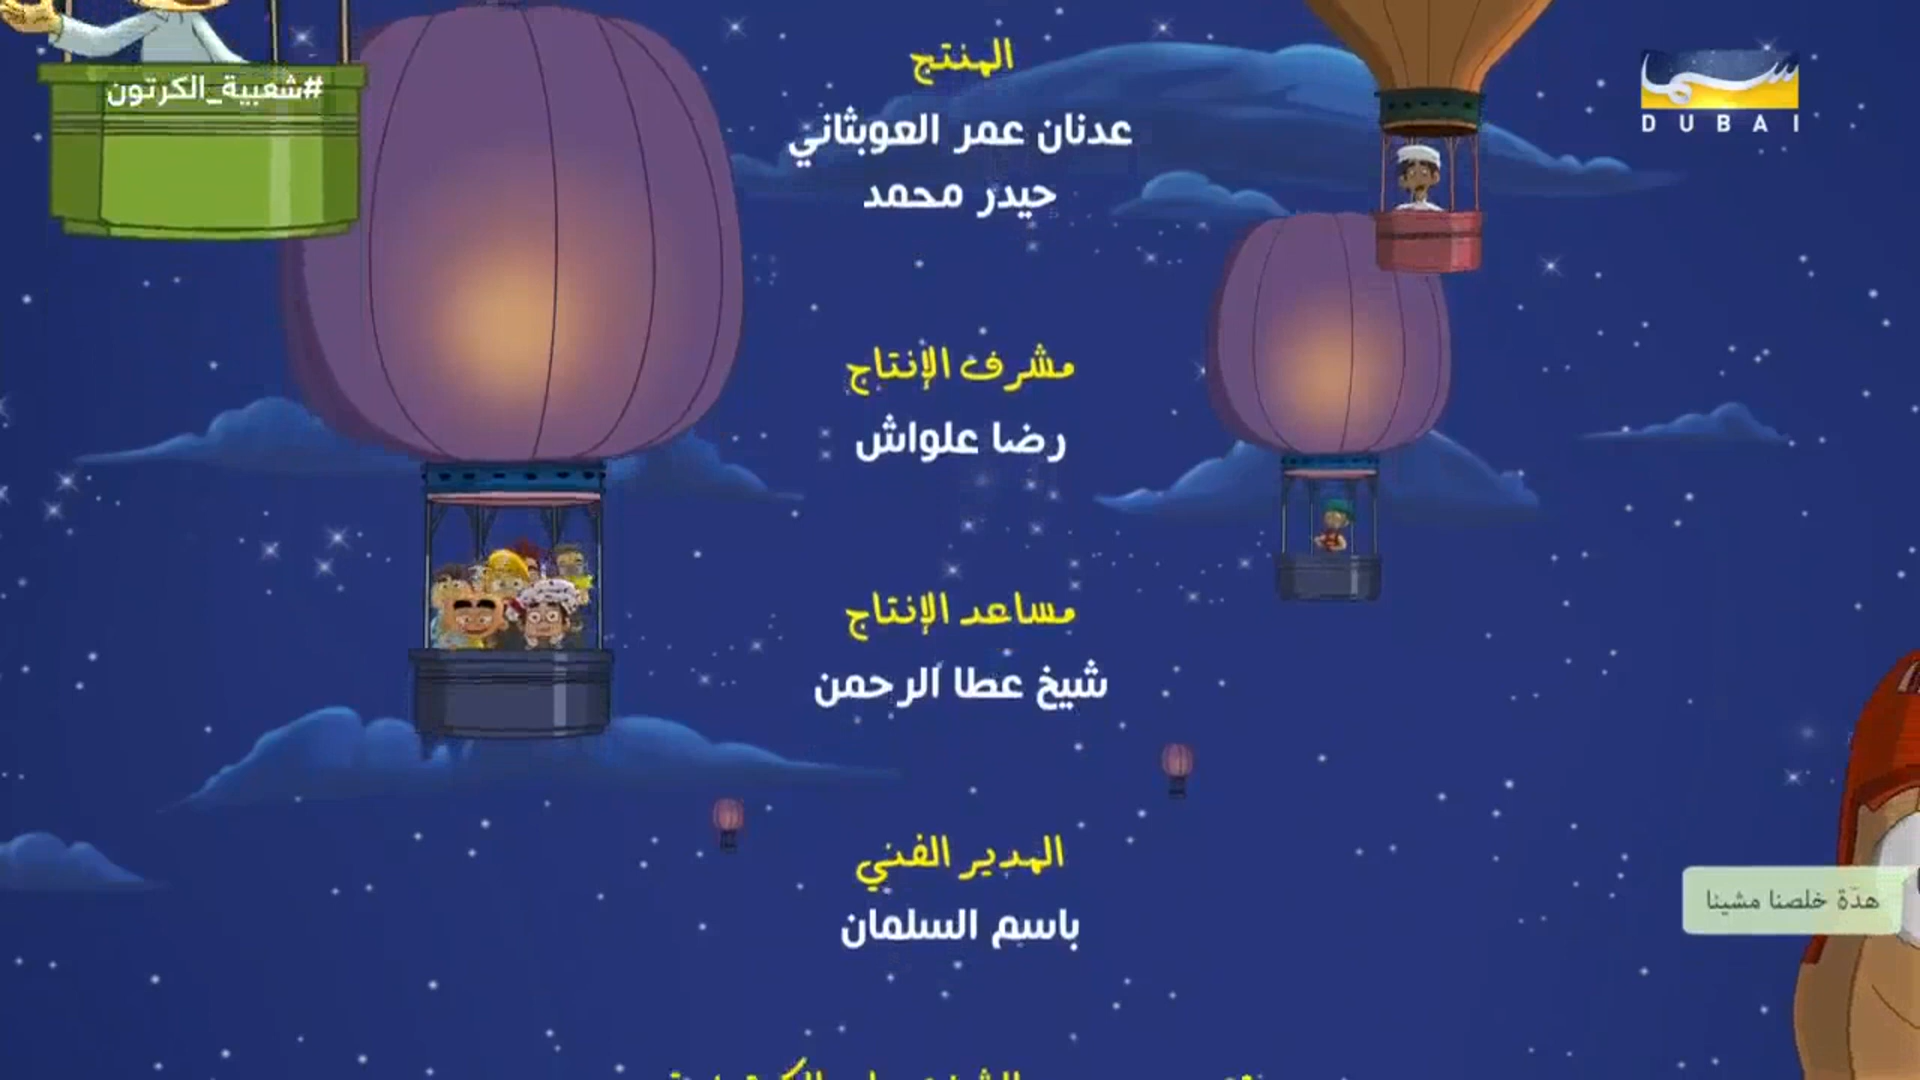 #شعبية_الكرتون
سما
DUBAI
المنتج
عدنان عمر العوبثاني
حيدر محمد
مشرف الإنتاج
رضا علواش
مساعد الإنتاج
شيخ عطا الرحمن
المدير الفني
باسم السلمان
هدّة خلصنا مشينا